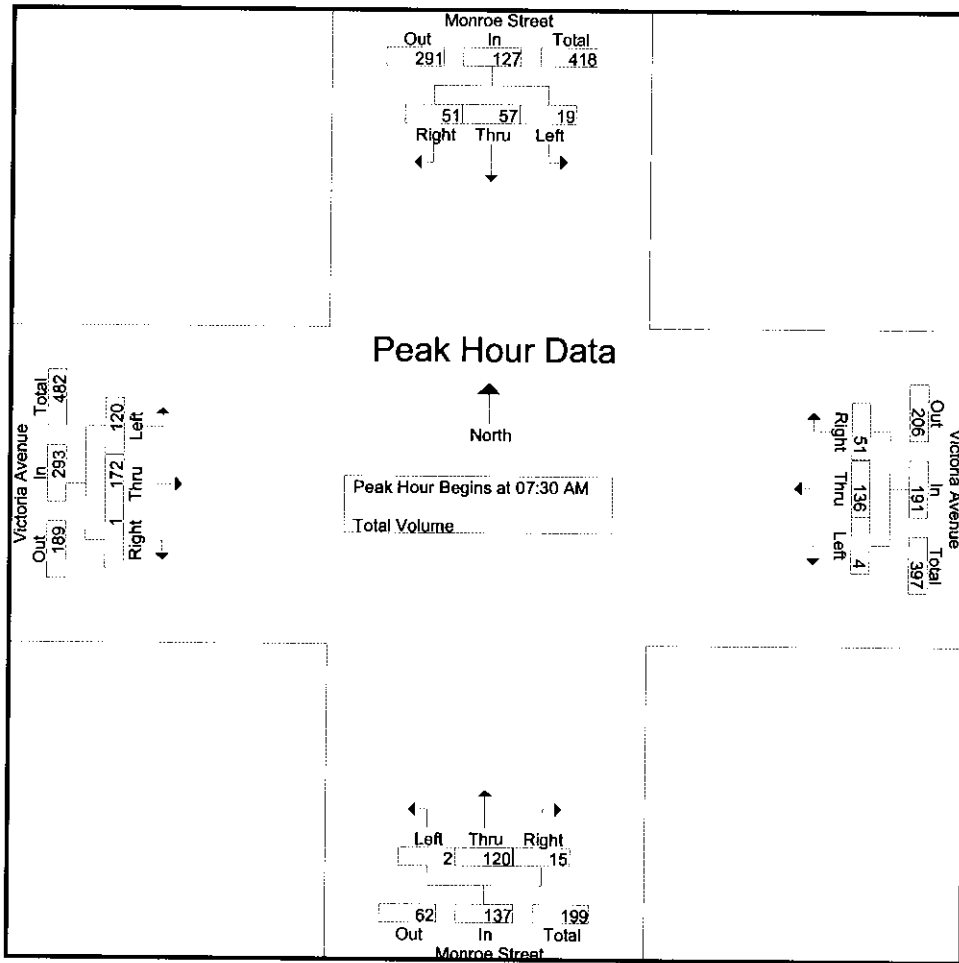 Monroe Street
Out In Total
291 127 418
51 57 19
Right Thru Left
Peak Hour Data
North
Peak Hour Begins at 07:30 AM
Total Volume
Victoria Avenue
Out In Total
189 293 482
1 172 120
Right Thru Left
Victoria Avenue
Out In Total
206 191 397
51 136 4
Right Thru Left
Left Thru Right
2 120 15
62 137 199
Out In Total
Monroe Street